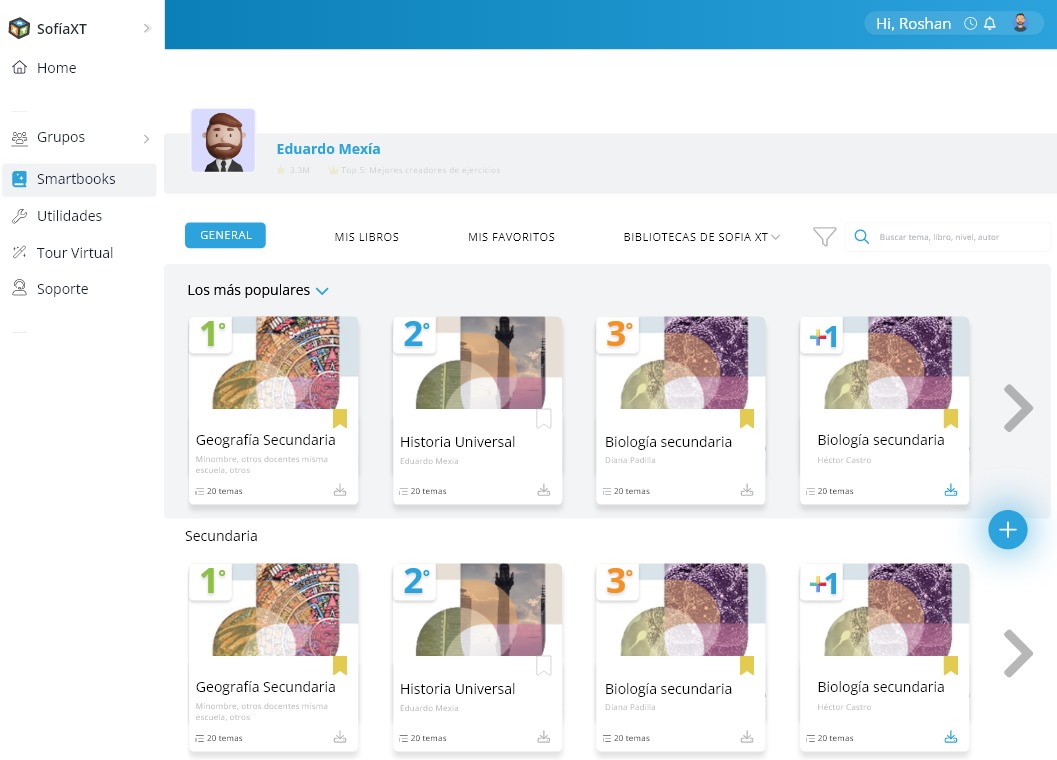 SofíaXT
Hi, Roshan
Home
Grupos
Smartbooks
Utilidades
Tour Virtual
Soporte
Eduardo Mexía
3.3M Top 5: Mejores creadores de ejercicios
GENERAL MIS LIBROS MIS FAVORITOS BIBLIOTECAS DE SOFIA XT Buscar tema, libro, nivel, autor
Los más populares
1° 2° 3° +1
Geografía Secundaria
Minombre, otros docentes misma
escuela, otros
20 temas
Historia Universal
Eduardo Mexia
20 temas
Biología secundaria
Diana Padilla
20 temas
Biología secundaria
Héctor Castro
20 temas
Secundaria
1° 2° 3° +1
Geografía Secundaria
Minombre, otros docentes misma
escuela, otros
20 temas
Historia Universal
Eduardo Mexia
20 temas
Biología secundaria
Diana Padilla
20 temas
Biología secundaria
Héctor Castro
20 temas